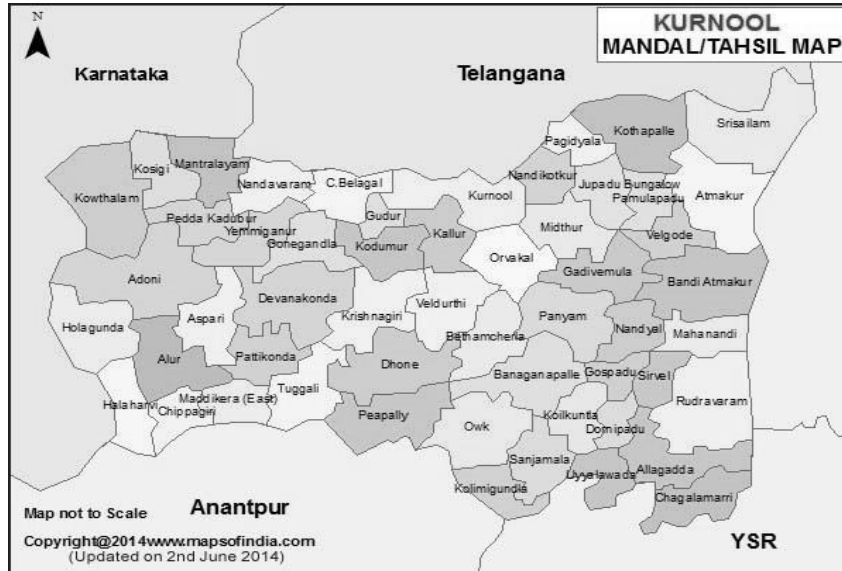 N
KURNOOL
MANDAL/TAHSIL MAP
Karnataka
Telangana
Srisailam
Kothapalle
Pagidyala
Kosigi
Mantralayam
Nandikotkur
Jupadu Bungalow
Kowthalam
Nandavaram
C.Belagal
Kurnool
Pamulapadu
Atmakur
Pedda Kadubur
Gudur
Midthur
Yemmiganur
Gonegandla
Kodumur
Kallur
Velgode
Orvakal
Adoni
Gadivemula
Bandi Atmakur
Devanakonda
Veldurthi
Holagunda
Aspari
Krishnagiri
Panyam
Nandyal
Mahanandi
Bethamcherla
Alur
Pattikonda
Dhone
Banaganapalle
Gospadu
Sirvel
Tuggali
Rudravaram
Halaharvi
Maddikera (East)
Chippagiri
Peapally
Owk
Koilkuntla
Dornipadu
Sanjamala
Allagadda
Uyyalawada
Kolimigundla
Chagalamarri
Anantpur
Map not to Scale
YSR
Copyright@2014www.mapsofindia.com
(Updated on 2nd June 2014)